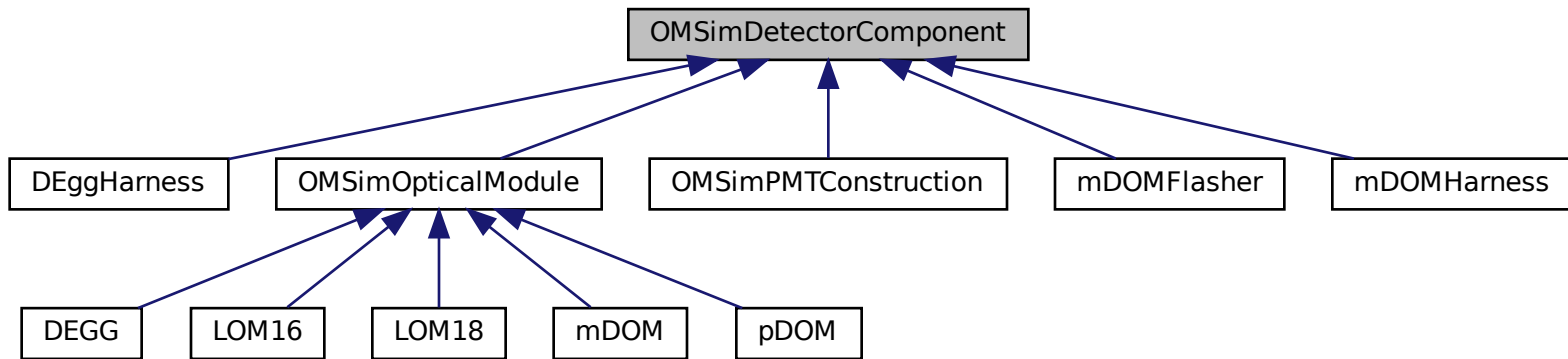 OMSimDetectorComponent
DEggHarness
OMSimOpticalModule
OMSimPMTConstruction
mDOMFlasher
mDOMHarness
DEGG
LOM16
LOM18
mDOM
pDOM